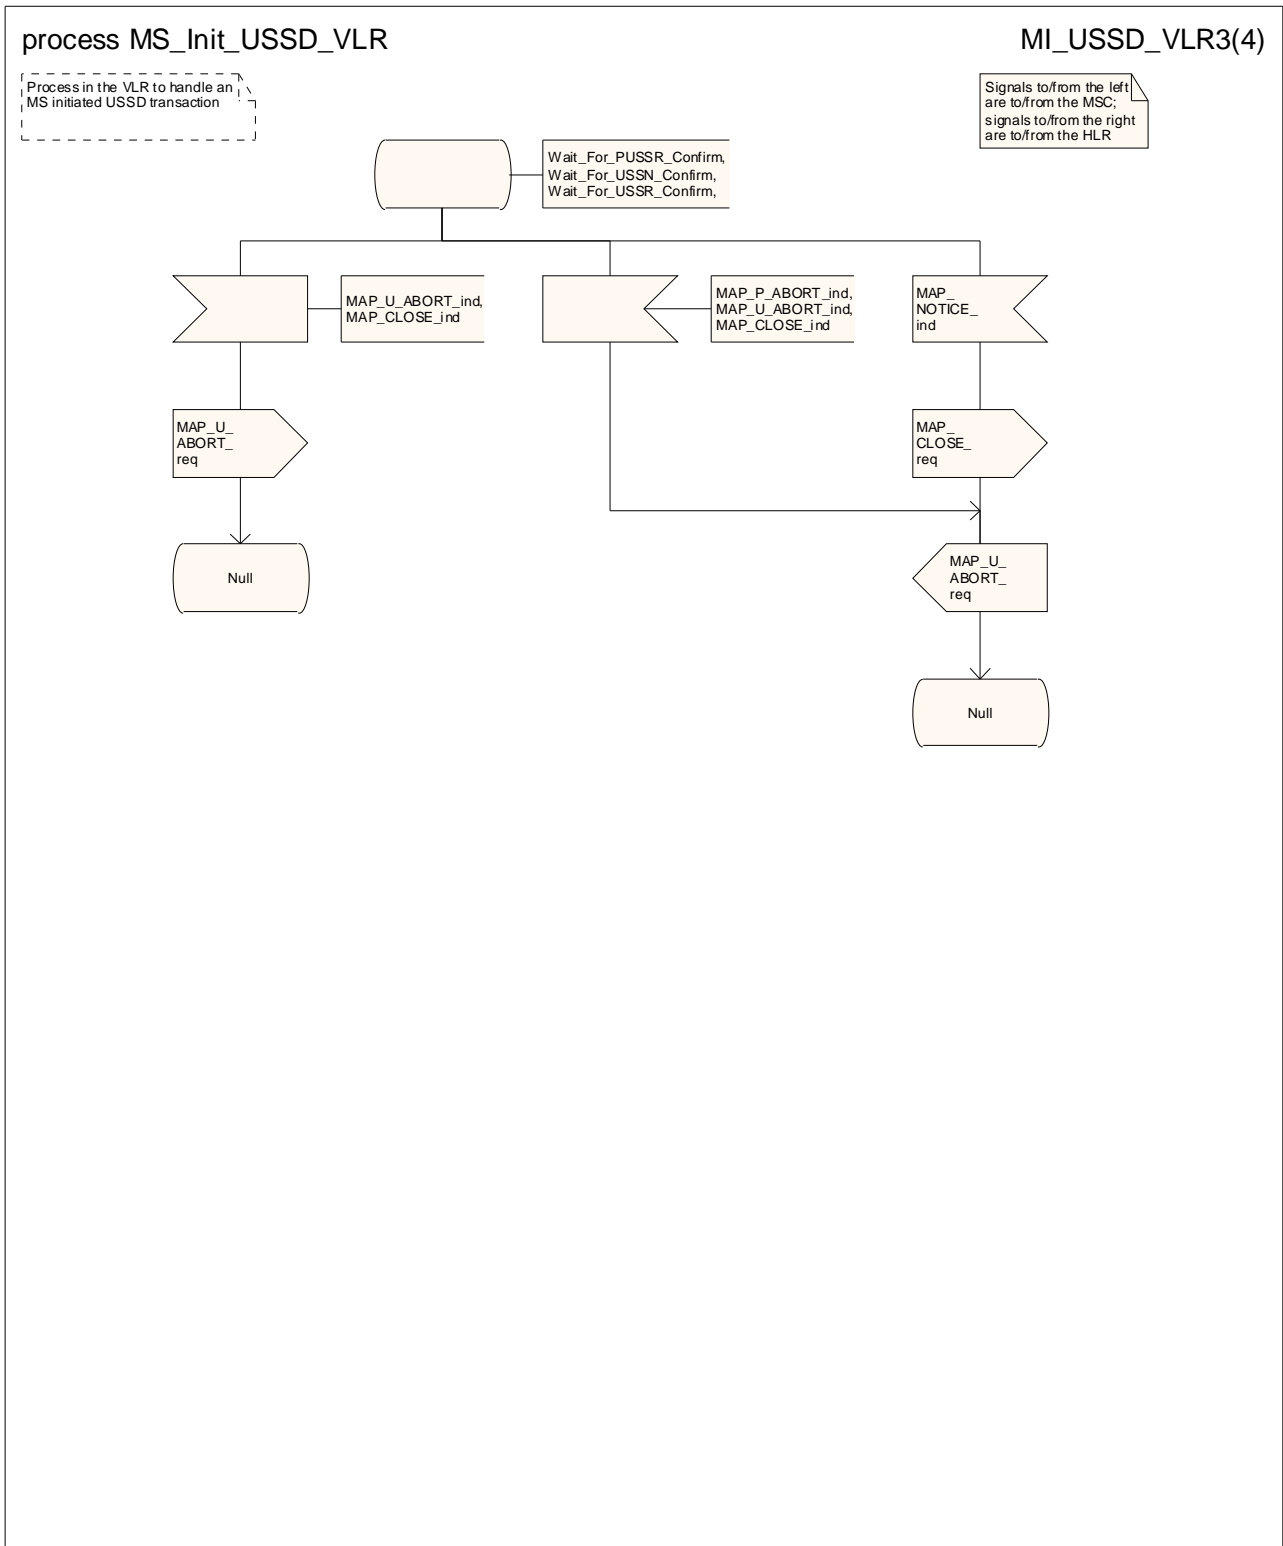 process MS_Init_USSD_VLR
MI_USSD_VLR3(4)
Process in the VLR to handle an
MS initiated USSD transaction
Signals to/from the left
are to/from the MSC;
signals to/from the right
are to/from the HLR
Wait_For_PUSSR_Confirm,
Wait_For_USSN_Confirm,
Wait_For_USSR_Confirm,
MAP_U_ABORT_ind,
MAP_CLOSE_ind
MAP_P_ABORT_ind,
MAP_U_ABORT_ind,
MAP_CLOSE_ind
MAP_
NOTICE_
ind
MAP_U_
ABORT_
req
MAP_
CLOSE_
req
Null
MAP_U_
ABORT_
req
Null